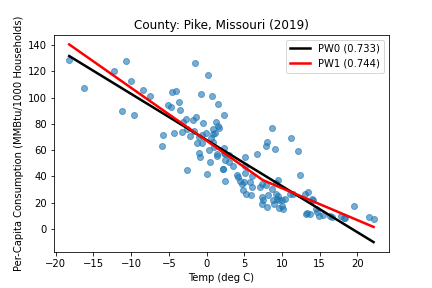 County: Pike, Missouri (2019)
Per-Capita Consumption (MMBtu/1000 Households)
140
120
100
80
60
40
20
0
PW0 (0.733)
PW1 (0.744)
−20 −15 −10 −5 0 5 10 15 20
Temp (deg C)